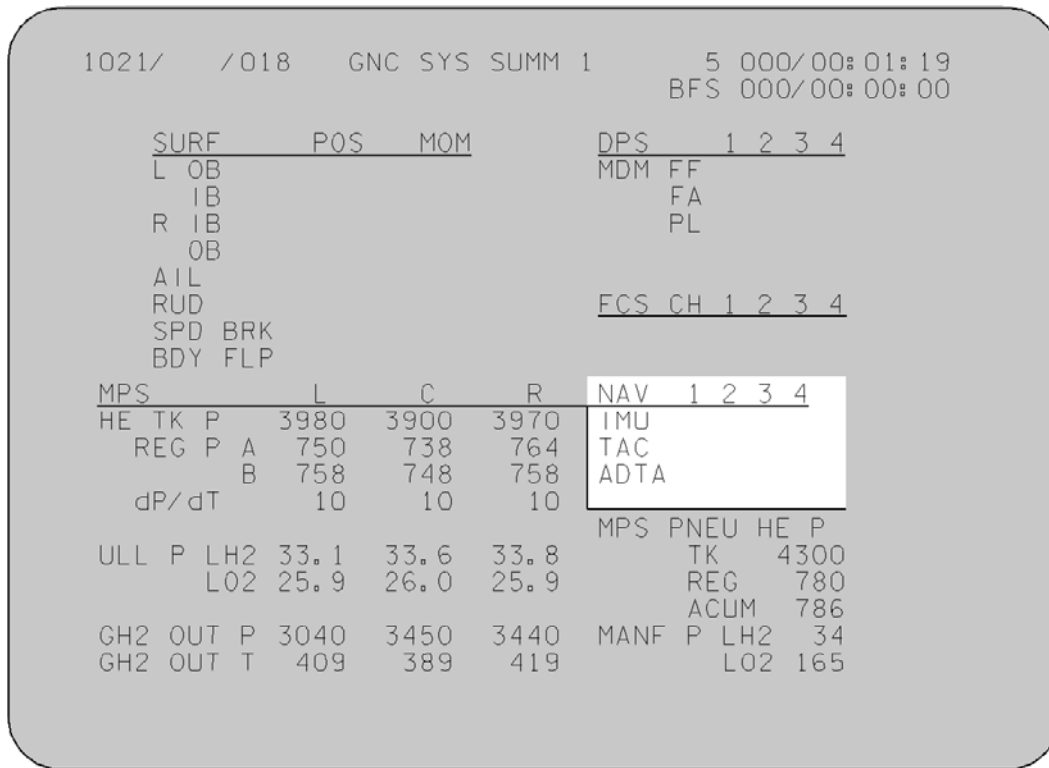 1021/ /018 GNC SYS SUMM 1 5 000/00:01:19
BFS 000/00:00:00
SURF POS MOM DPS 1 2 3 4
L OB MDM FF
IB FA
R IB PL
OB
AIL
RUD FCS CH 1 2 3 4
SPD BRK
BDY FLP
MPS L C R NAV 1 2 3 4
HE TK P 3980 3900 3970 IMU
REG P A 750 738 764 TAC
B 758 748 758 ADTA
dP/dT 10 10 10
MPS PNEU HE P
ULL P LH2 33.1 33.6 33.8 TK 4300
LO2 25.9 26.0 25.9 REG 780
ACUM 786
GH2 OUT P 3040 3450 3440 MANF P LH2 34
GH2 OUT T 409 389 419 LO2 165